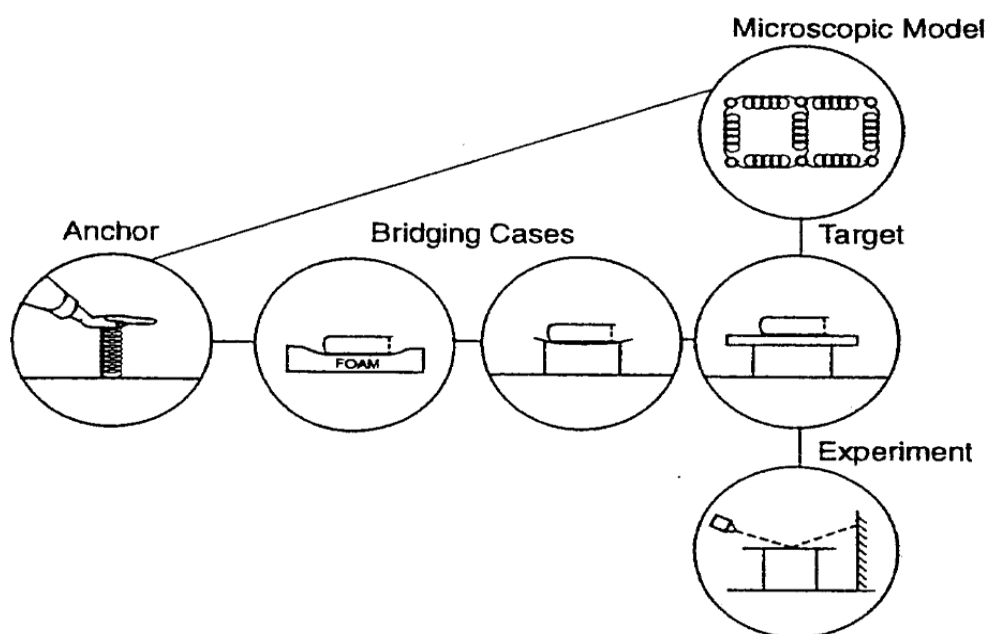 Microscopic Model
Anchor
Bridging Cases
Target
FOAM
Experiment